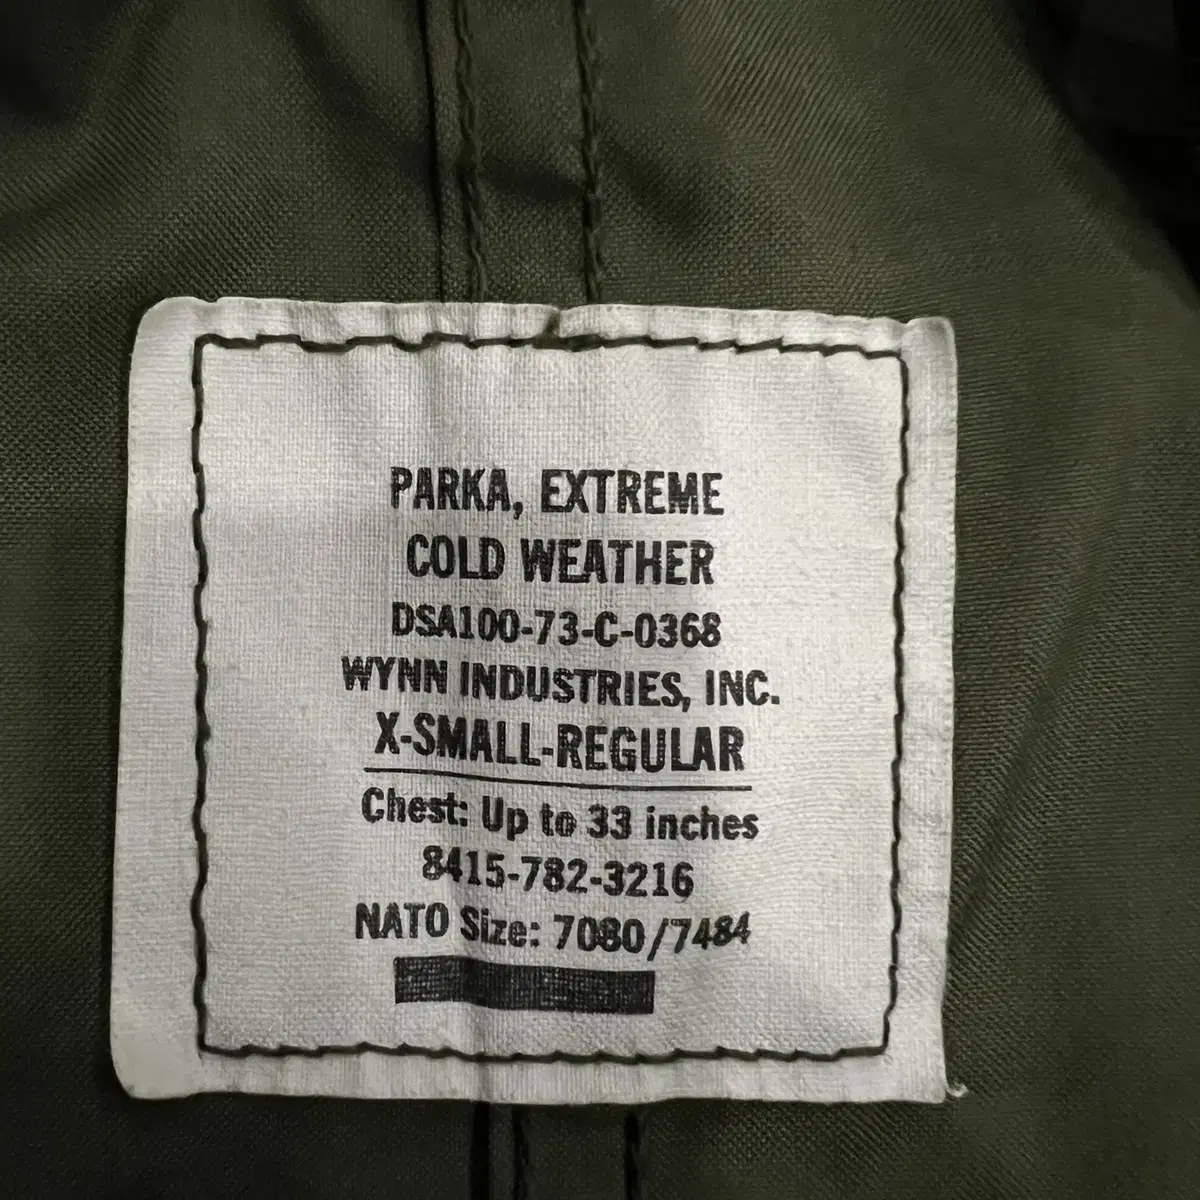 PARKA, EXTREME
COLD WEATHER
DSA100-73-C-0368
WYNN INDUSTRIES, INC.
X-SMALL-REGULAR
Chest: Up to 33 inches
8415-782-3216
NATO Size: 7080/7484